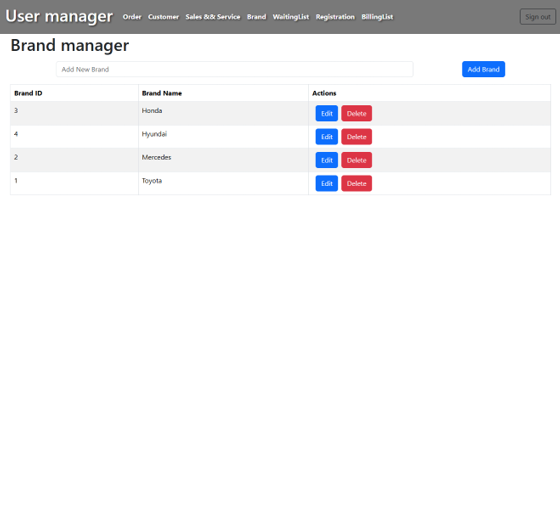 User manager Order Customer Sales && Service Brand WaitingList Registration BillingList Sign out
Brand manager
Add New Brand Add Brand
Brand ID Brand Name Actions
3 Honda Edit Delete
4 Hyundai Edit Delete
2 Mercedes Edit Delete
1 Toyota Edit Delete